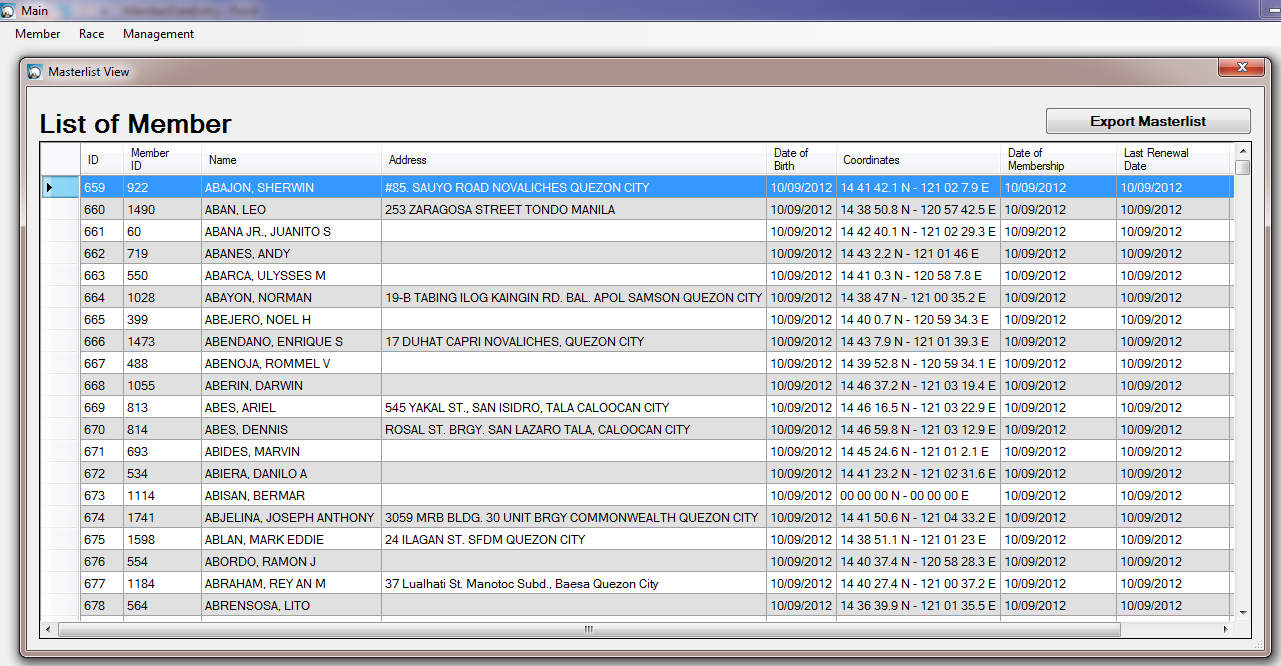 Main
Member Race Management
Masterlist View
List of Member
Export Masterlist
ID Member ID Name Address Date of Birth Coordinates Date of Membership Last Renewal Date
659 922 ABAJON, SHERWIN #85. SAUYO ROAD NOVALICHES QUEZON CITY 10/09/2012 14 41 42.1 N - 121 02 7.9 E 10/09/2012 10/09/2012
660 1490 ABAN, LEO 253 ZARAGOSA STREET TONDO MANILA 10/09/2012 14 38 50.8 N - 120 57 42.5 E 10/09/2012 10/09/2012
661 60 ABANA JR., JUANITO S 10/09/2012 14 42 40.1 N - 121 02 29.3 E 10/09/2012 10/09/2012
662 719 ABANES, ANDY 10/09/2012 14 43 2.2 N - 121 01 46 E 10/09/2012 10/09/2012
663 550 ABARCA, ULYSSES M 10/09/2012 14 41 0.3 N - 120 58 7.8 E 10/09/2012 10/09/2012
664 1028 ABAYON, NORMAN 19-B TABING ILOG KAINGIN RD. BAL. APOL SAMSON QUEZON CITY 10/09/2012 14 38 47 N - 121 00 35.2 E 10/09/2012 10/09/2012
665 399 ABEJERO, NOEL H 10/09/2012 14 40 0.7 N - 120 59 34.3 E 10/09/2012 10/09/2012
666 1473 ABENDANO, ENRIQUE S 17 DUHAT CAPRI NOVALICHES, QUEZON CITY 10/09/2012 14 43 7.9 N - 121 01 39.3 E 10/09/2012 10/09/2012
667 488 ABENOJA, ROMMEL V 10/09/2012 14 39 52.8 N - 120 59 34.1 E 10/09/2012 10/09/2012
668 1055 ABERIN, DARWIN 10/09/2012 14 46 37.2 N - 121 03 19.4 E 10/09/2012 10/09/2012
669 813 ABES, ARIEL 545 YAKAL ST., SAN ISIDRO, TALA CALOOCAN CITY 10/09/2012 14 46 16.5 N - 121 03 22.9 E 10/09/2012 10/09/2012
670 814 ABES, DENNIS ROSAL ST. BRGY. SAN LAZARO TALA, CALOOCAN CITY 10/09/2012 14 46 59.8 N - 121 03 12.9 E 10/09/2012 10/09/2012
671 693 ABIDES, MARVIN 10/09/2012 14 45 24.6 N - 121 01 2.1 E 10/09/2012 10/09/2012
672 534 ABIERA, DANILO A 10/09/2012 14 41 23.2 N - 121 02 31.6 E 10/09/2012 10/09/2012
673 1114 ABISAN, BERMAR 10/09/2012 00 00 00 N - 00 00 00 E 10/09/2012 10/09/2012
674 1741 ABJELINA, JOSEPH ANTHONY 3059 MRB BLDG. 30 UNIT BRGY COMMONWEALTH QUEZON CITY 10/09/2012 14 41 50.6 N - 121 04 33.2 E 10/09/2012 10/09/2012
675 1598 ABLAN, MARK EDDIE 24 ILAGAN ST. SFDM QUEZON CITY 10/09/2012 14 38 51.1 N - 121 01 23 E 10/09/2012 10/09/2012
676 554 ABORDO, RAMON J 10/09/2012 14 40 37.4 N - 120 58 28.3 E 10/09/2012 10/09/2012
677 1184 ABRAHAM, REY AN M 37 Lualhati St. Manotoc Subd., Baesa Quezon City 10/09/2012 14 40 27.4 N - 121 00 37.2 E 10/09/2012 10/09/2012
678 564 ABRENSOSA, LITO 10/09/2012 14 36 39.9 N - 121 01 35.5 E 10/09/2012 10/09/2012